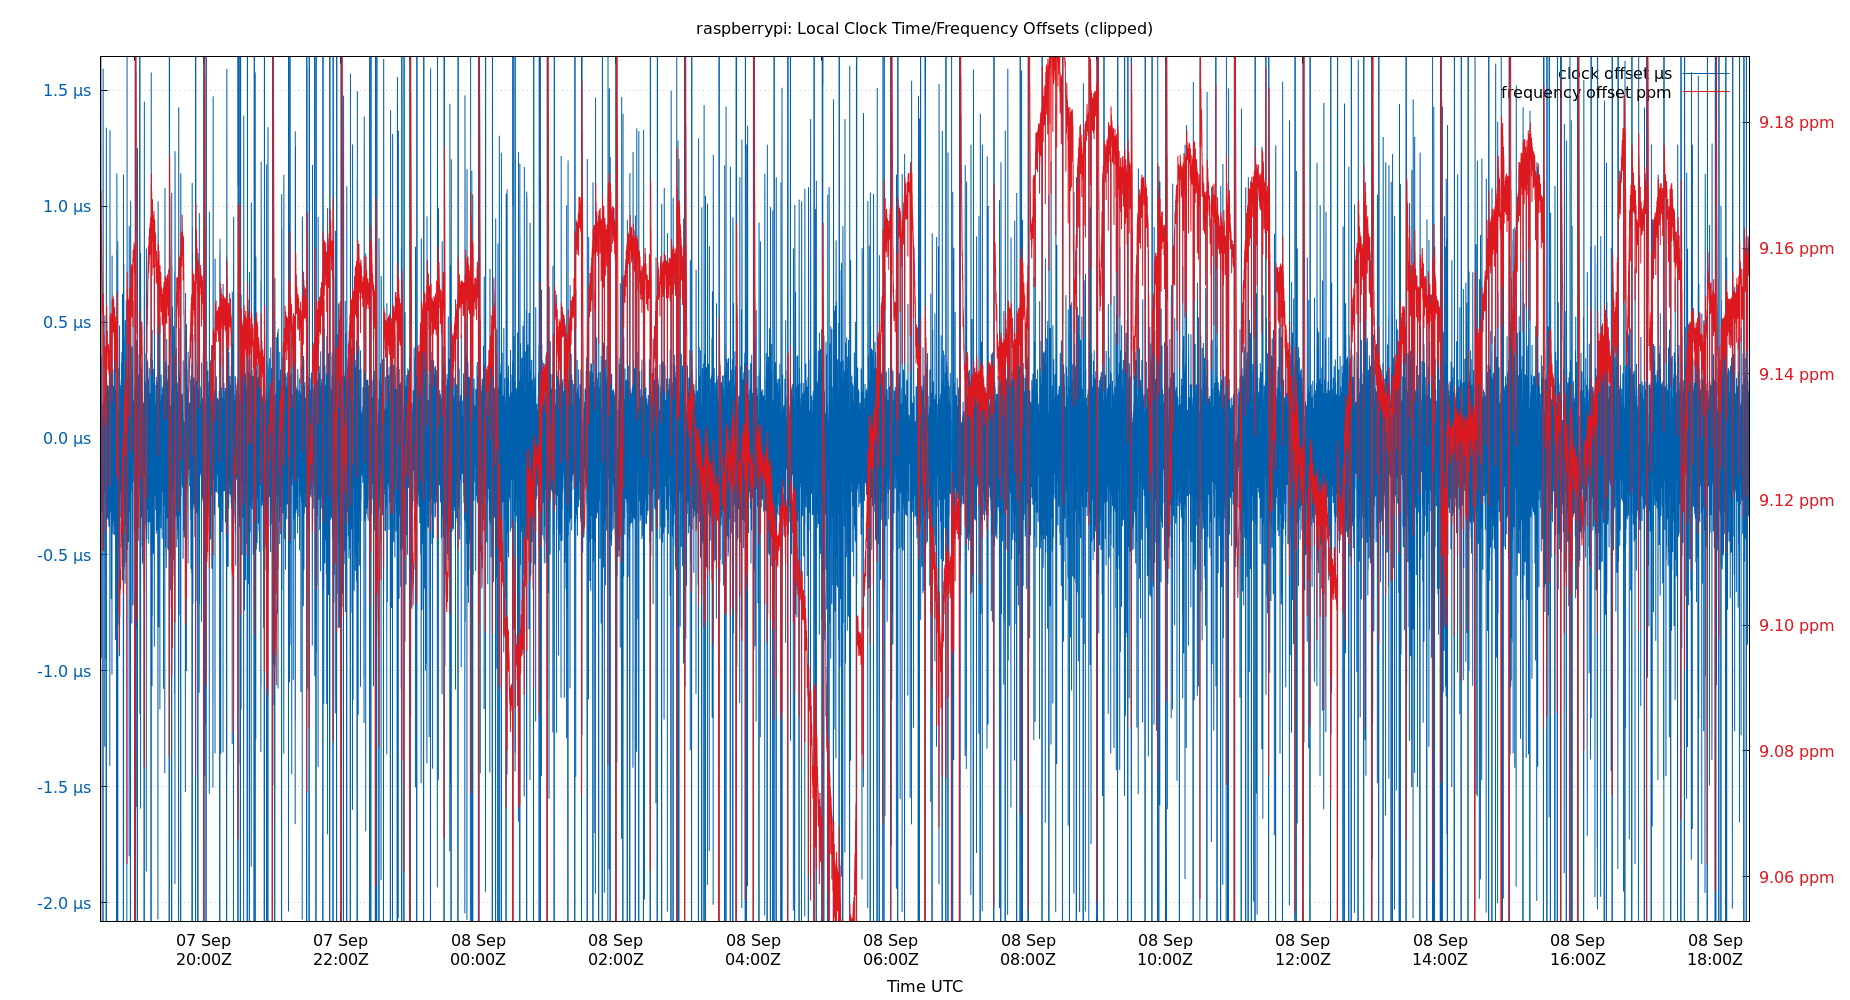 raspberrypi: Local Clock Time/Frequency Offsets (clipped)
clock offset µs
frequency offset ppm
1.5 µs
1.0 µs
0.5 µs
0.0 µs
-0.5 µs
-1.0 µs
-1.5 µs
-2.0 µs
9.18 ppm
9.16 ppm
9.14 ppm
9.12 ppm
9.10 ppm
9.08 ppm
9.06 ppm
07 Sep 07 Sep 08 Sep 08 Sep 08 Sep 08 Sep 08 Sep 08 Sep 08 Sep 08 Sep 08 Sep 08 Sep
20:00Z 22:00Z 00:00Z 02:00Z 04:00Z 06:00Z 08:00Z 10:00Z 12:00Z 14:00Z 16:00Z 18:00Z
Time UTC